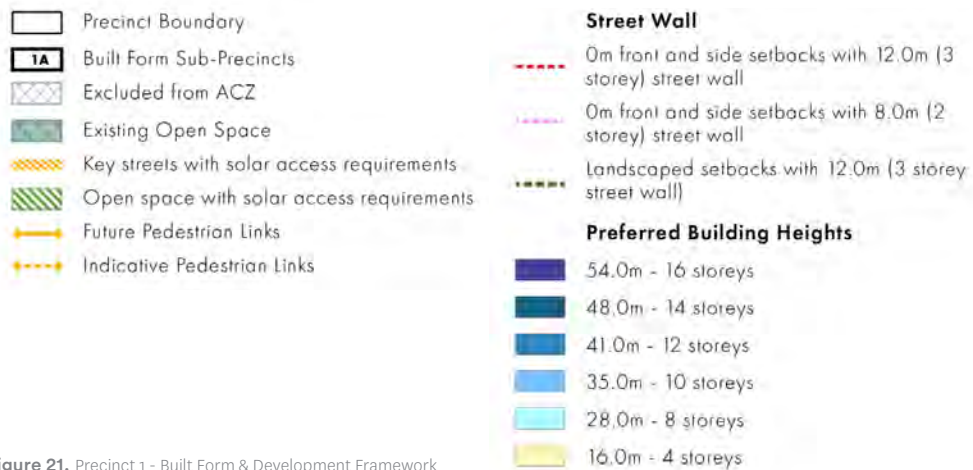 Precinct Boundary
1A Built Form Sub-Precincts
Excluded from ACZ
Existing Open Space
Key streets with solar access requirements
Open space with solar access requirements
Future Pedestrian Links
Indicative Pedestrian Links
Street Wall
0m front and side setbacks with 12.0m (3
storey) street wall
0m front and side setbacks with 8.0m (2
storey) street wall
Landscaped setbacks with 12.0m (3 storey
street wall)
Preferred Building Heights
54.0m - 16 storeys
48.0m - 14 storeys
41.0m - 12 storeys
35.0m - 10 storeys
28.0m - 8 storeys
16.0m - 4 storeys
igure 21. Precinct 1 - Built Form & Development Framework